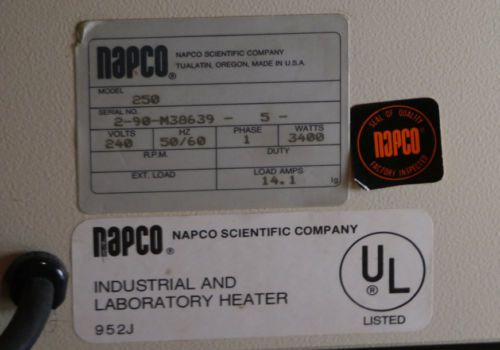 napco® NAPCO SCIENTIFIC COMPANY
TUALATIN, OREGON, MADE IN U.S.A.
MODEL
250
SERIAL NO.
2-90-M38639 - 5 -
VOLTS HZ PHASE WATTS
240 50/60 1 3400
R.P.M. DUTY
EXT. LOAD LOAD AMPS
14.1
SEAL OF QUALITY
napco
FACTORY INSPECTED
napco® NAPCO SCIENTIFIC COMPANY
INDUSTRIAL AND
LABORATORY HEATER
952J
UL
®
LISTED